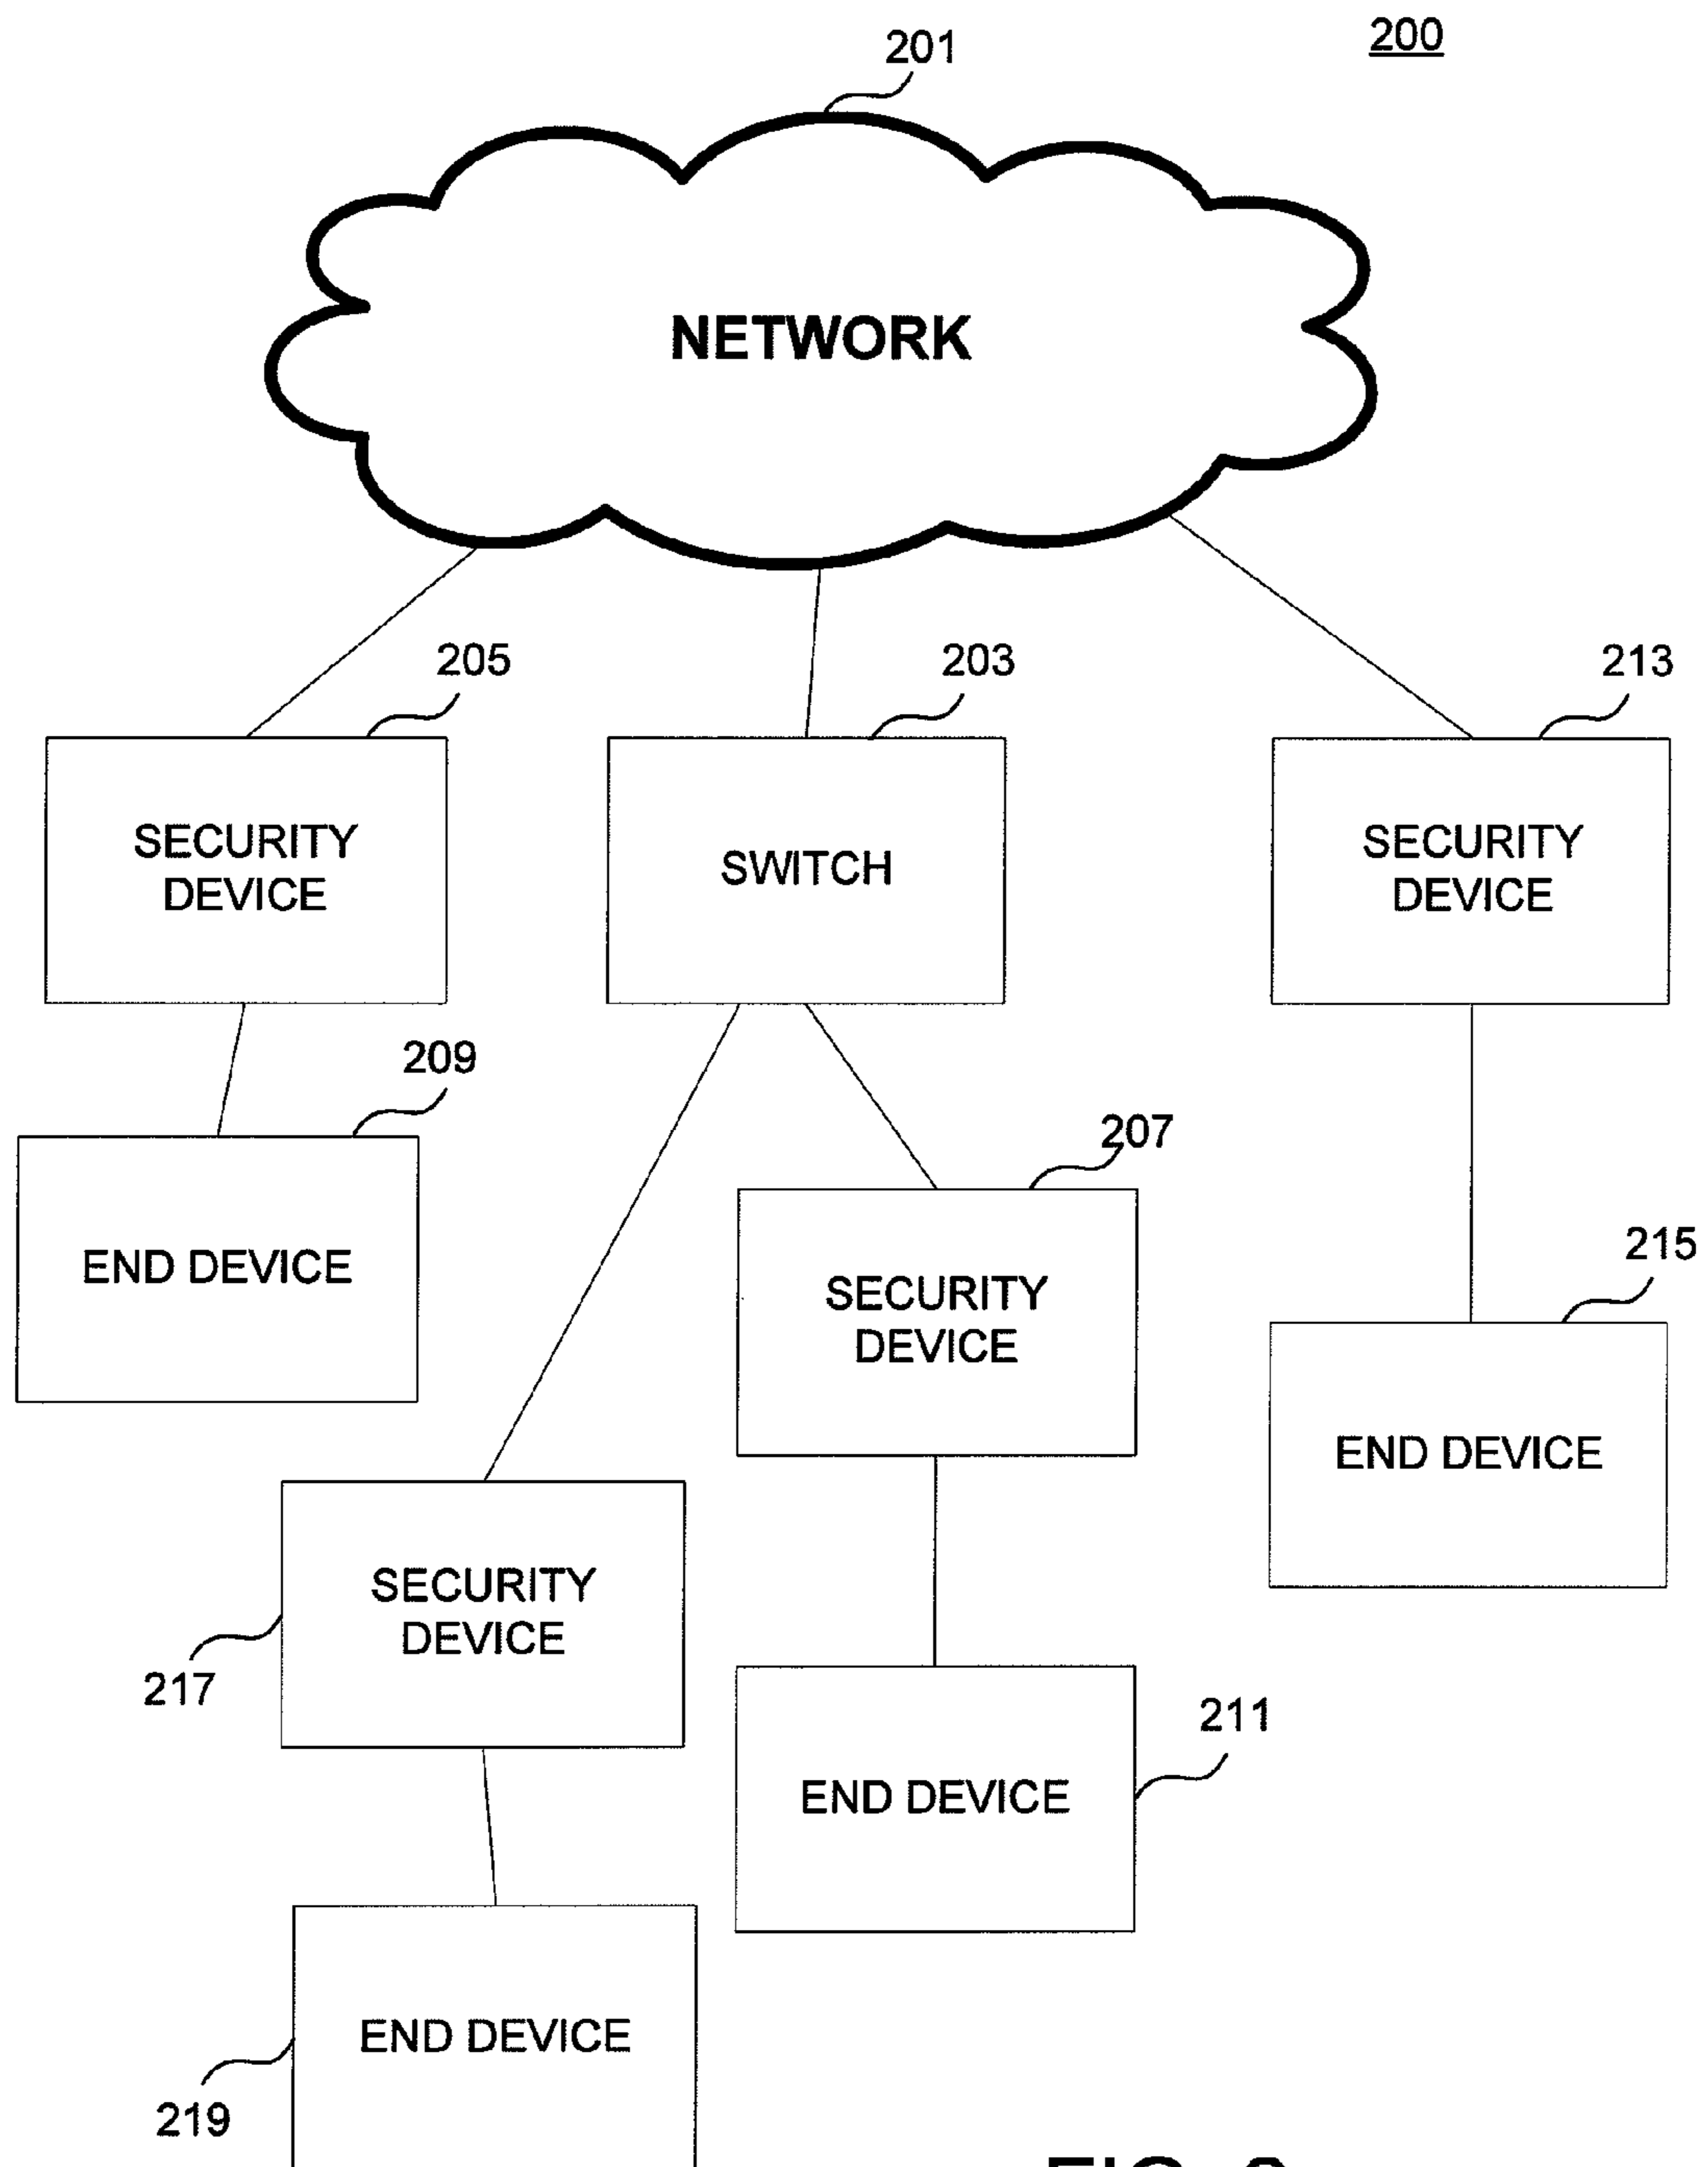 200
201
NETWORK
205
203
213
SECURITY
DEVICE
SWITCH
SECURITY
DEVICE
209
207
END DEVICE
215
SECURITY
DEVICE
END DEVICE
SECURITY
DEVICE
217
211
END DEVICE
END DEVICE
219